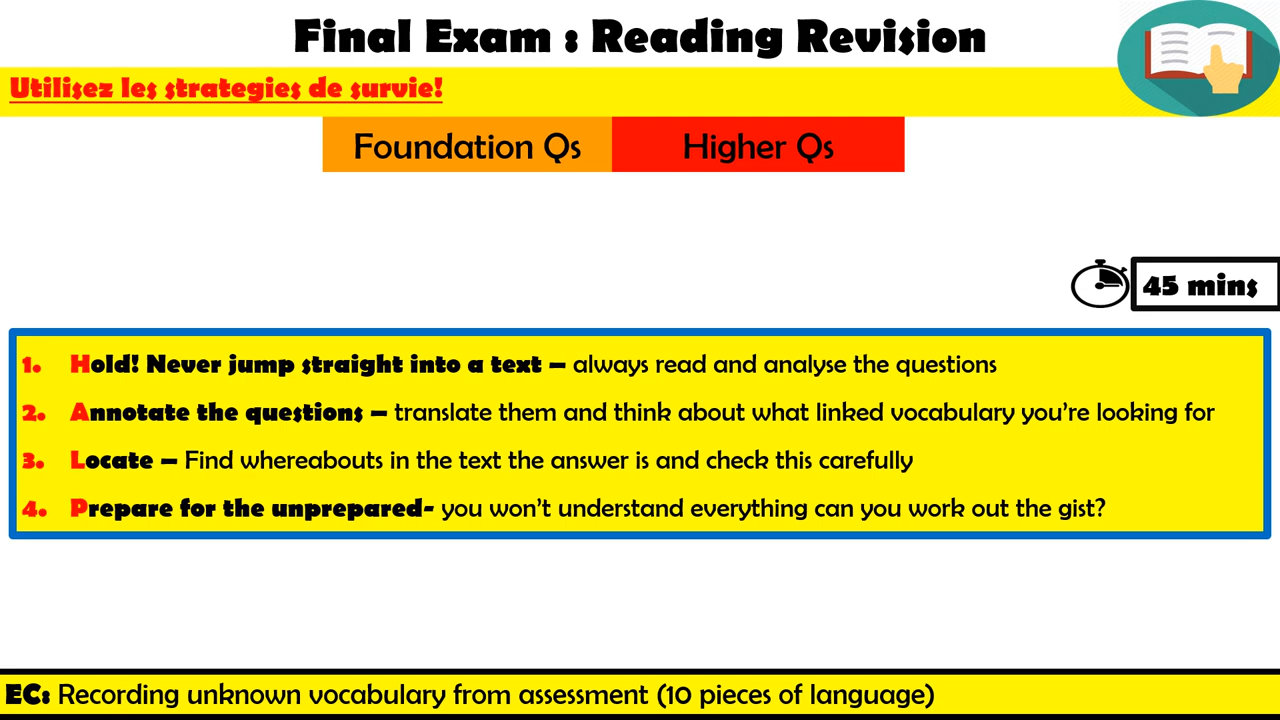 Final Exam : Reading Revision
Utilisez les strategies de survie!
Foundation Qs
Higher Qs
45 mins
1. Hold! Never jump straight into a text – always read and analyse the questions
2. Annotate the questions – translate them and think about what linked vocabulary you're looking for
3. Locate – Find whereabouts in the text the answer is and check this carefully
4. Prepare for the unprepared- you won't understand everything can you work out the gist?
EC: Recording unknown vocabulary from assessment (10 pieces of language)